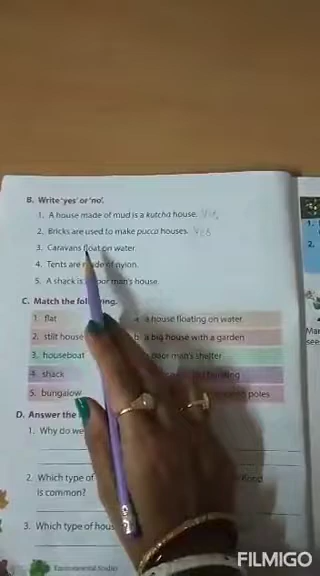 B. Write 'yes' or 'no'.
1. A house made of mud is a kutcha house. Yes
2. Bricks are used to make pucca houses. Yes
3. Caravans float on water.
4. Tents are made of nylon.
5. A shack is a poor man's house.
C. Match the following.
1. flat a. a house floating on water
2. stilt house b. a big house with a garden
3. houseboat poor man's shelter
4. shack
5. bungalow poles
D. Answer the
1. Why do we
2. Which type of flood
is common?
3. Which type of hous
Environmental Studies
2.
Mar
see
FILMIGO